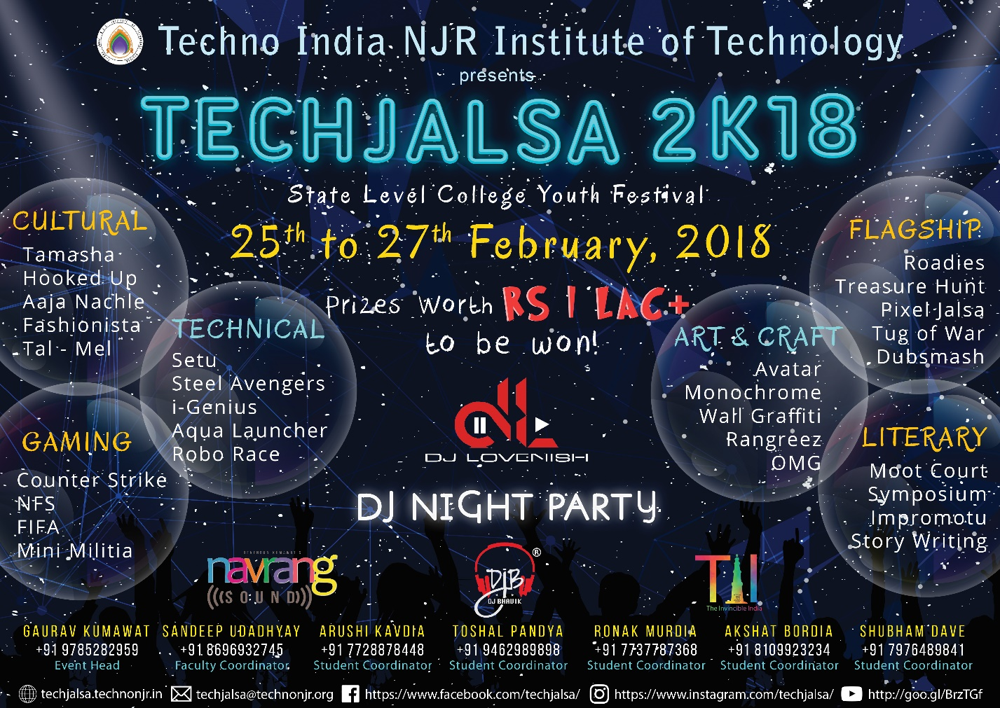 Techno India NJR Institute of Technology
presents
TECHJALSA 2K18
State Level College Youth Festival
25th to 27th February, 2018
Prizes Worth RS 1 LAC+
to be won!
CULTURAL
Tamasha
Hooked Up
Aaja Nachle
Fashionista
Tal - Mel
TECHNICAL
Setu
Steel Avengers
i-Genius
Aqua Launcher
Robo Race
GAMING
Counter Strike
NFS
FIFA
Mini Militia
FLAGSHIP
Roadies
Treasure Hunt
Pixel Jalsa
Tug of War
Dubsmash
ART & CRAFT
Avatar
Monochrome
Wall Graffiti
Rangreez
OMG
LITERARY
Moot Court
Symposium
Impromotu
Story Writing
DJ LOVENISH
DJ NIGHT PARTY
navrang
((SOUND))
DJB®
DJ BHAVIK
TII
The Invincible India
GAURAV KUMAWAT
+91 9785282959
Event Head
SANDEEP UDADHYAY
+91 8696932745
Faculty Coordinator
ARUSHI KAVDIA
+91 7728878448
Student Coordinator
TOSHAL PANDYA
+91 9462989898
Student Coordinator
RONAK MURDIA
+91 7737787368
Student Coordinator
AKSHAT BORDIA
+91 8109923234
Student Coordinator
SHUBHAM DAVE
+91 7976489841
Student Coordinator
techjalsa.technonjr.in techjalsa@technonjr.org https://www.facebook.com/techjalsa/ https://www.instagram.com/techjalsa/ http://goo.gl/BrzTGf